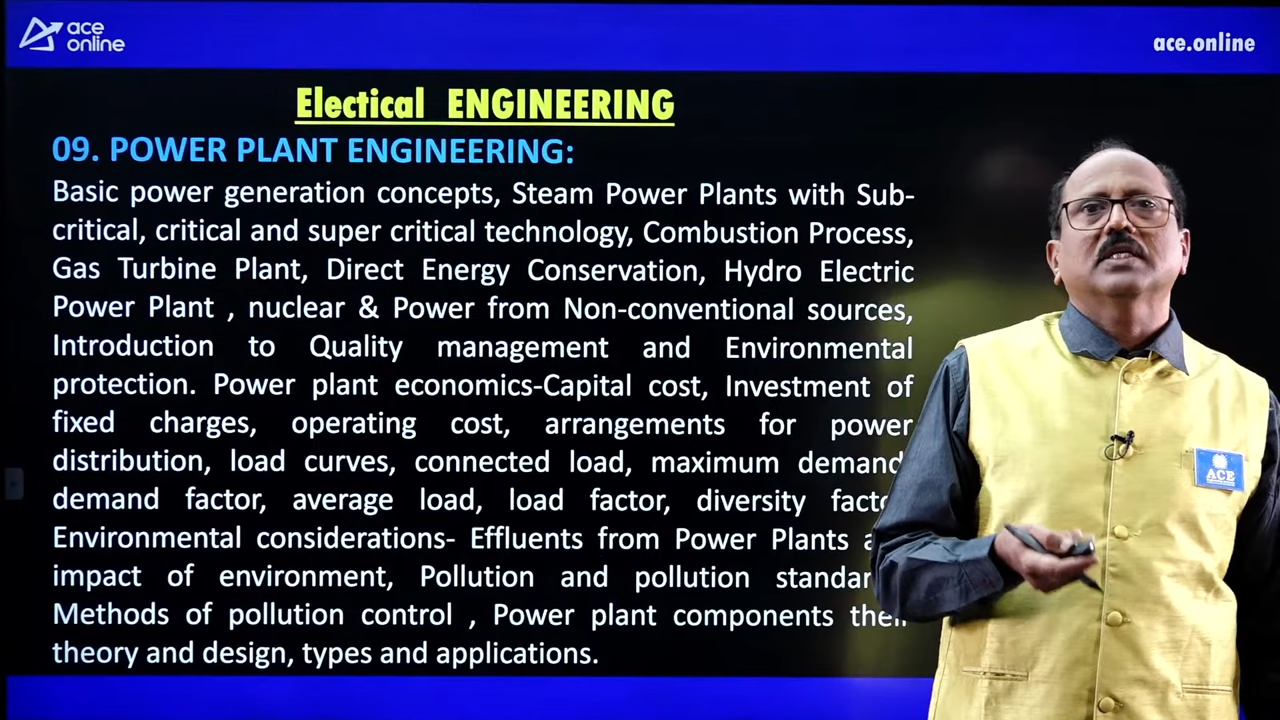 ace
online
ace.online
Electical ENGINEERING
09. POWER PLANT ENGINEERING:
Basic power generation concepts, Steam Power Plants with Sub-
critical, critical and super critical technology, Combustion Process,
Gas Turbine Plant, Direct Energy Conservation, Hydro Electric
Power Plant , nuclear & Power from Non-conventional sources,
Introduction to Quality management and Environmental
protection. Power plant economics-Capital cost, Investment of
fixed charges, operating cost, arrangements for power
distribution, load curves, connected load, maximum demand
demand factor, average load, load factor, diversity
Environmental considerations- Effluents from Power Plants
impact of environment, Pollution and pollution
Methods of pollution control , Power plant components their
theory and design, types and applications.
ACE